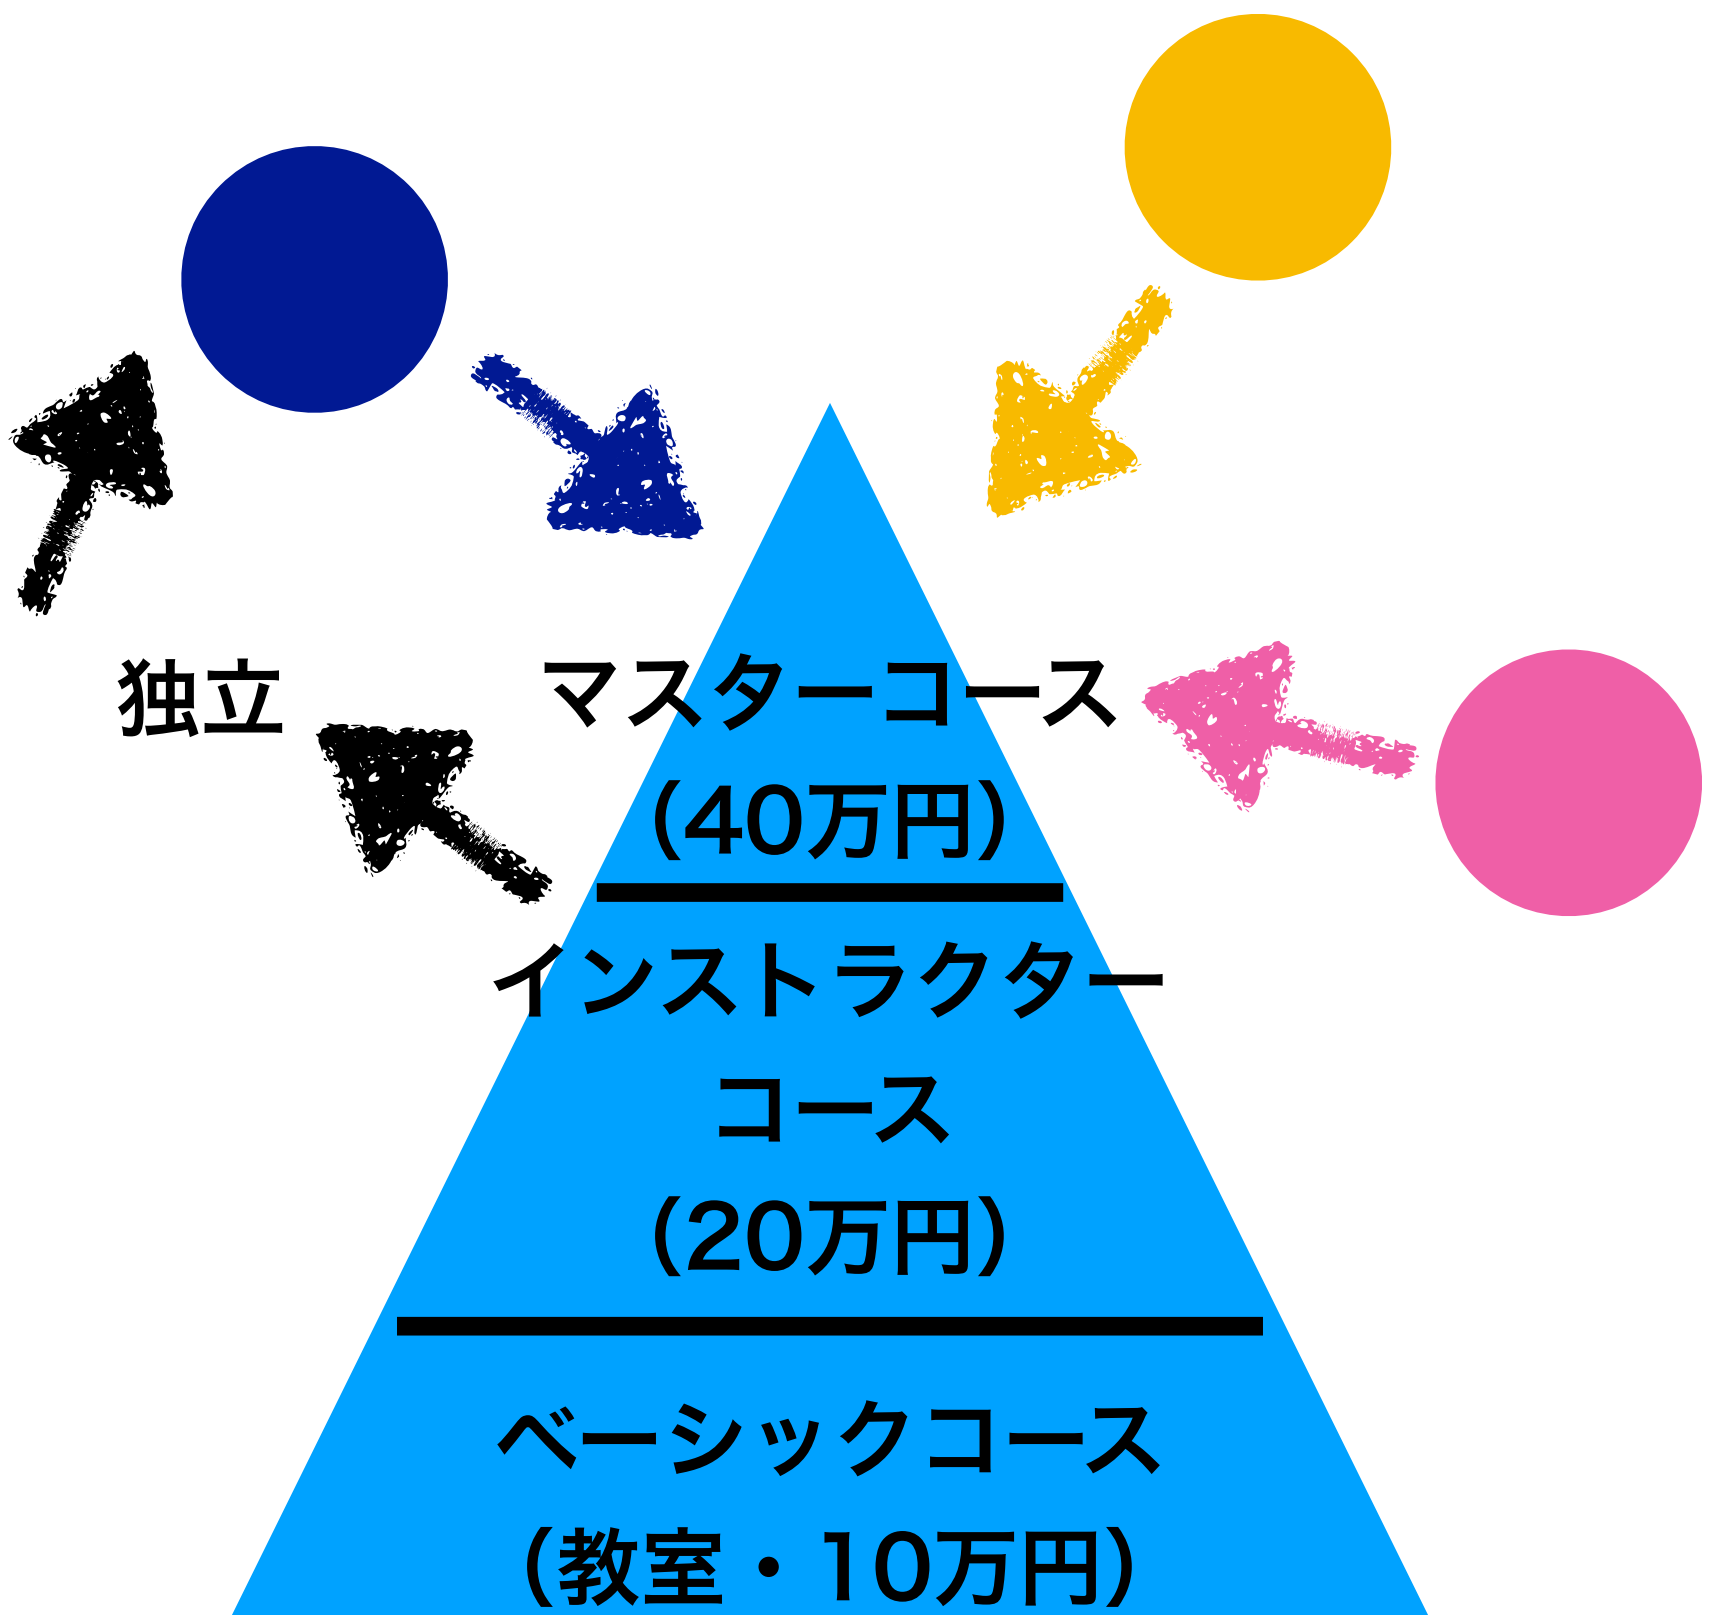 独立
マスターコース
（40万円）
インストラクター
コース
（20万円）
ベーシックコース
（教室・10万円）